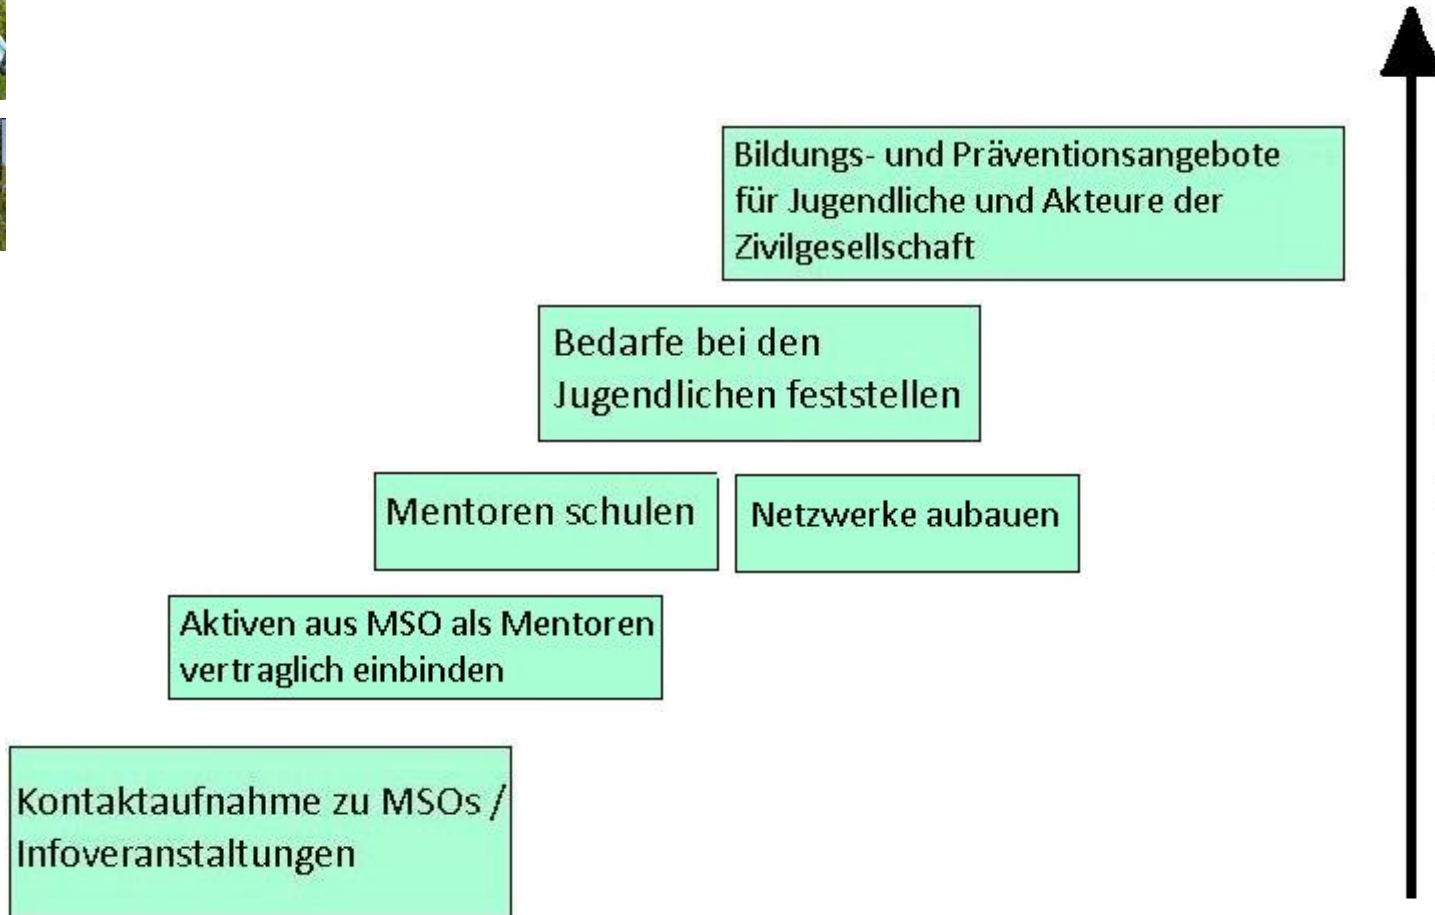 Bildungs- und Präventionsangebote
für Jugendliche und Akteure der
Zivilgesellschaft
Bedarfe bei den
Jugendlichen feststellen
Mentoren schulen
Netzwerke aubauen
Aktiven aus MSO als Mentoren
vertraglich einbinden
Kontaktaufnahme zu MSOs /
Infoveranstaltungen